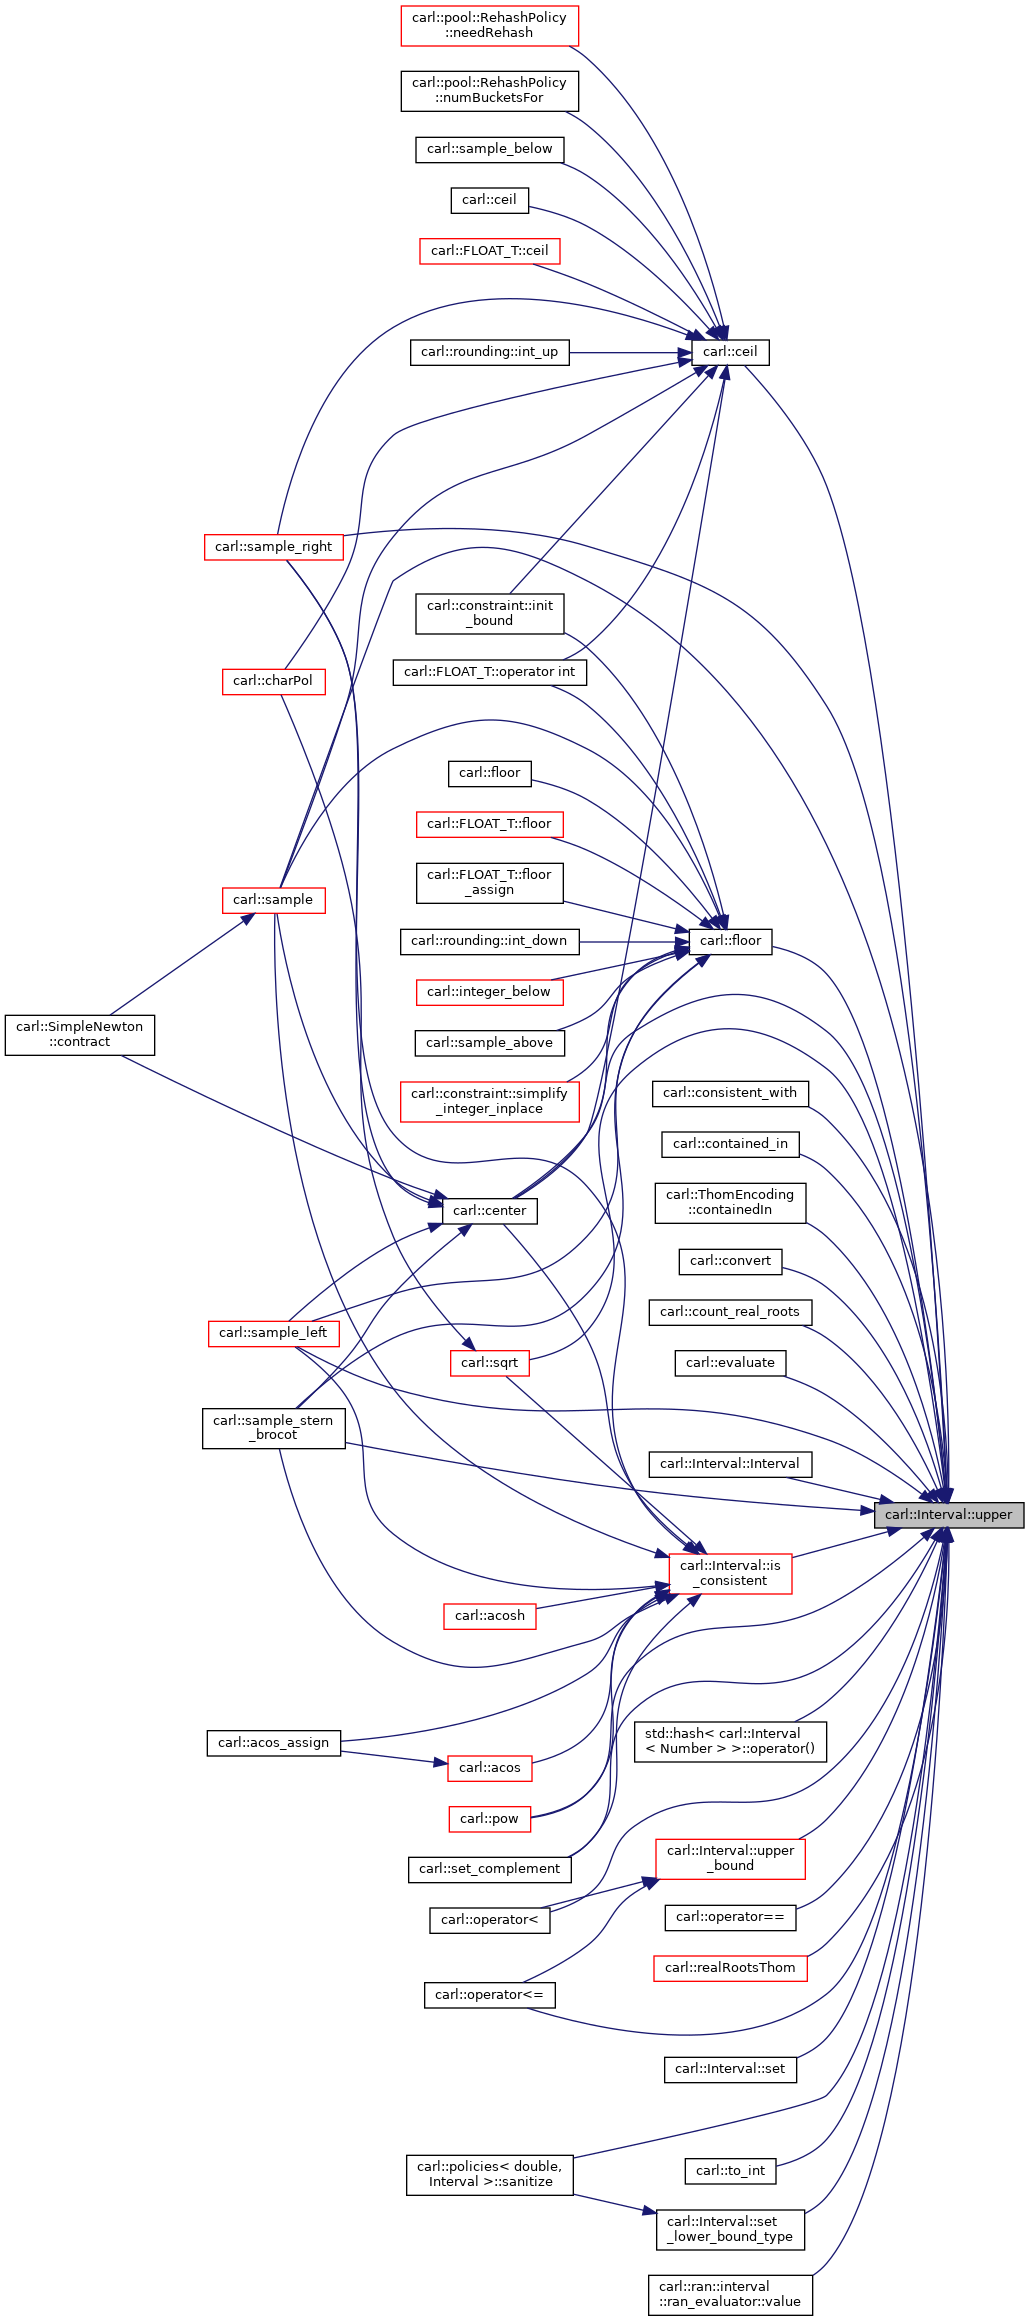 carl::pool::RehashPolicy
::needRehash
carl::pool::RehashPolicy
::numBucketsFor
carl::sample_below
carl::ceil
carl::FLOAT_T::ceil
carl::rounding::int_up
carl::ceil
carl::sample_right
carl::constraint::init
_bound
carl::FLOAT_T::operator int
carl::charPol
carl::floor
carl::FLOAT_T::floor
carl::FLOAT_T::floor
_assign
carl::sample
carl::rounding::int_down
carl::floor
carl::integer_below
carl::SimpleNewton
::contract
carl::sample_above
carl::constraint::simplify
_integer_inplace
carl::consistent_with
carl::contained_in
carl::ThomEncoding
::containedIn
carl::center
carl::convert
carl::count_real_roots
carl::sample_left
carl::sqrt
carl::evaluate
carl::sample_stern
_brocot
carl::Interval::Interval
carl::Interval::upper
carl::Interval::is
_consistent
carl::acosh
carl::acos_assign
std::hash< carl::Interval
< Number > >::operator()
carl::acos
carl::pow
carl::set_complement
carl::Interval::upper
_bound
carl::operator<
carl::operator==
carl::realRootsThom
carl::operator<=
carl::Interval::set
carl::policies< double,
Interval >::sanitize
carl::to_int
carl::Interval::set
_lower_bound_type
carl::ran::interval
::ran_evaluator::value